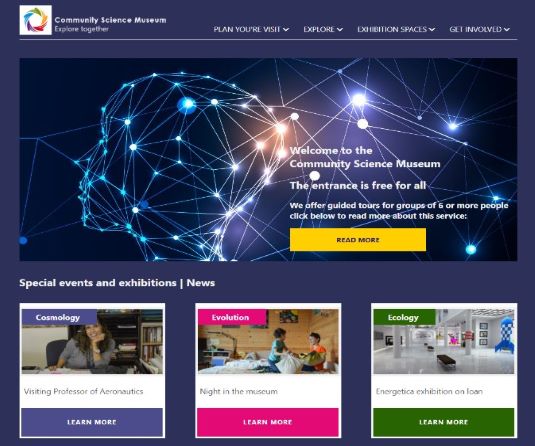 Community Science Museum
Explore together
PLAN YOU'RE VISIT EXPLORE EXHIBITION SPACES GET INVOLVED
Welcome to the
Community Science Museum
The entrance is free for all
We offer guided tours for groups of 6 or more people
click below to read more about this service:
READ MORE
Special events and exhibitions | News
Cosmology Evolution Ecology
Visiting Professor of Aeronautics Night in the museum Energetica exhibition on loan
LEARN MORE LEARN MORE LEARN MORE